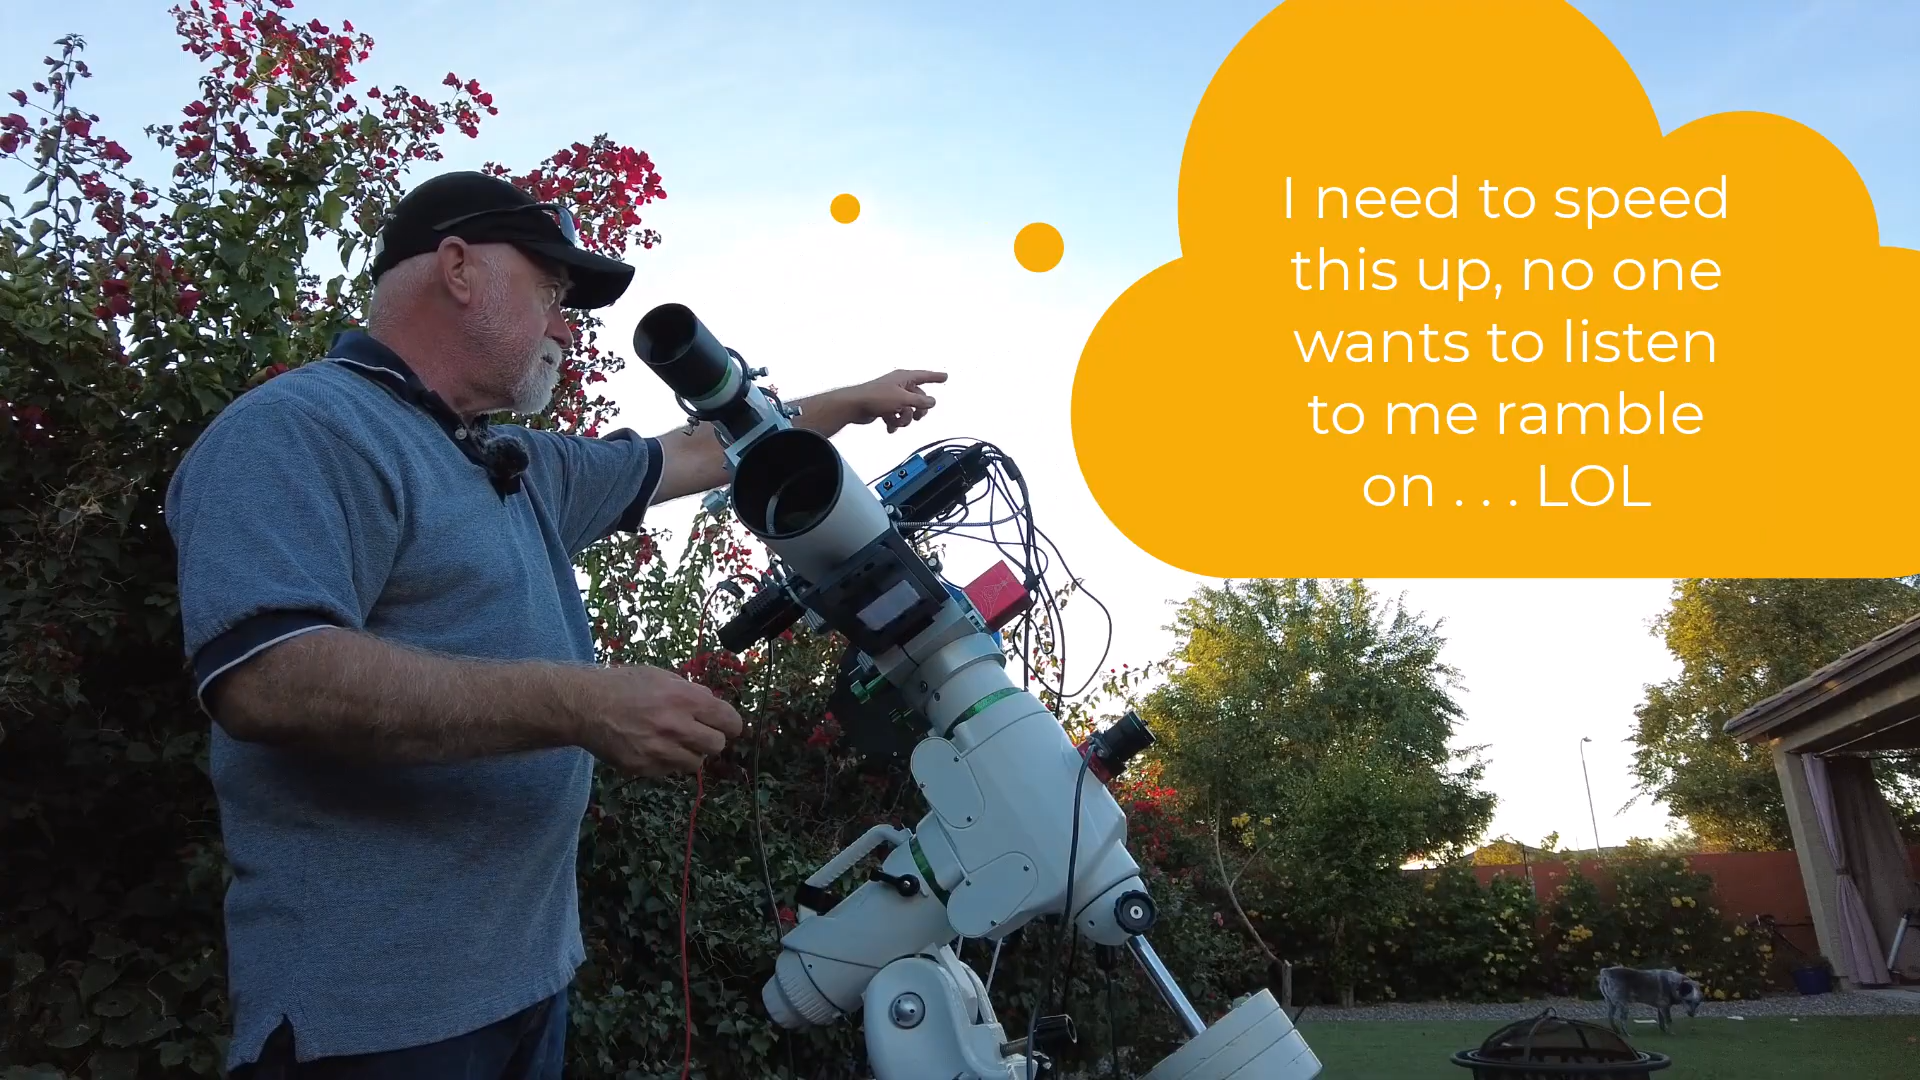 I need to speed
this up, no one
wants to listen
to me ramble
on . . . LOL